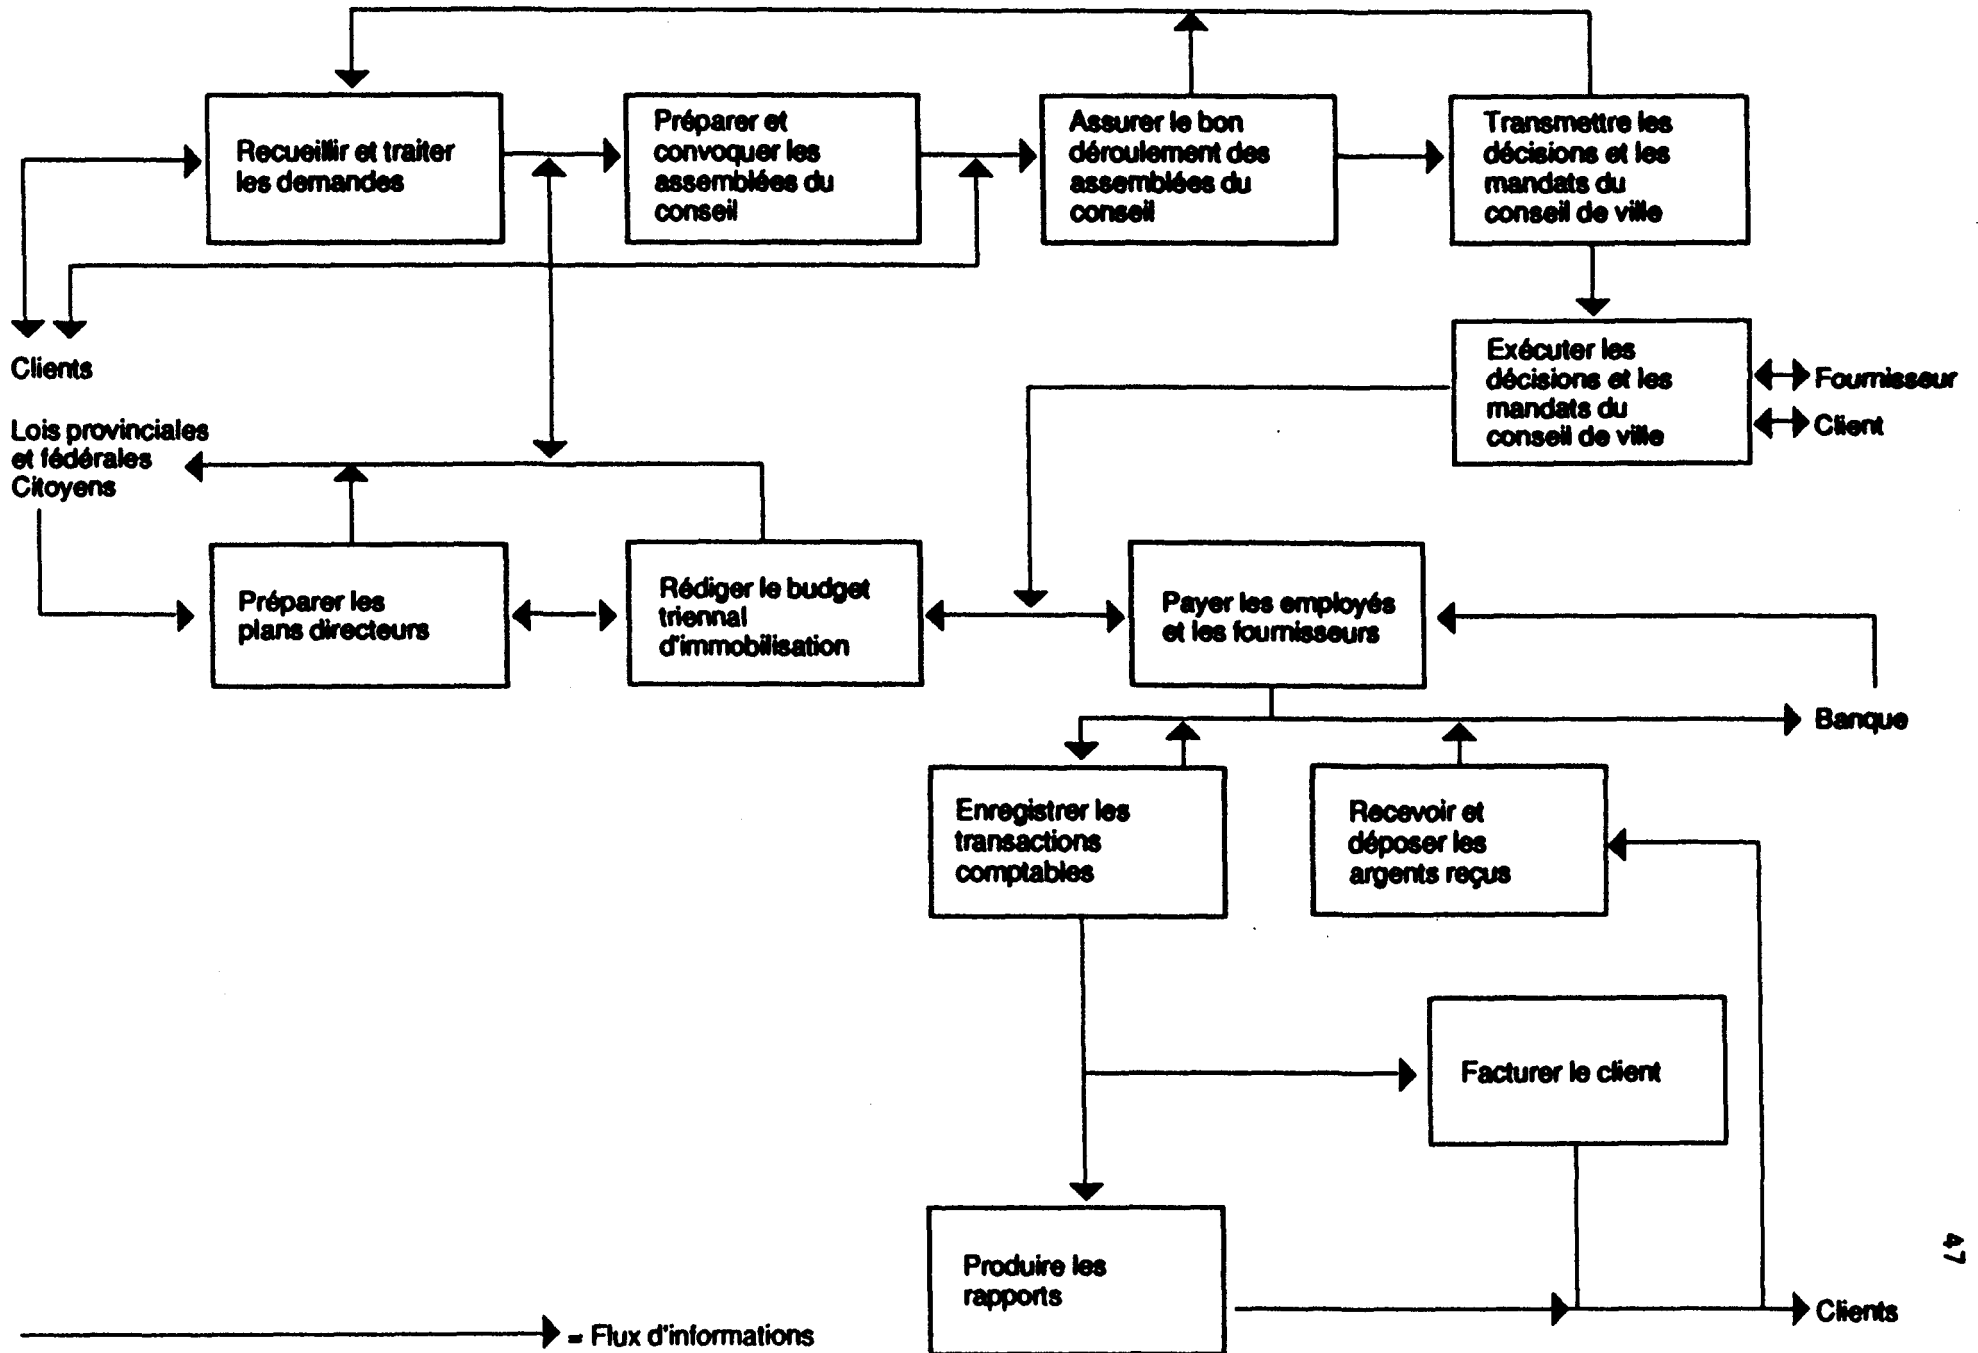 Recueillir et traiter
les demandes
Préparer et
convoquer les
assemblées du
conseil
Assurer le bon
déroulement des
assemblées du
conseil
Transmettre les
décisions et les
mandats du
conseil de ville
Clients
Exécuter les
décisions et les
mandats du
conseil de ville
Fournisseur
Client
Lois provinciales
et fédérales
Citoyens
Préparer les
plans directeurs
Rédiger le budget
triennal
d'immobilisation
Payer les employés
et les fournisseurs
Banque
Enregistrer les
transactions
comptables
Recevoir et
déposer les
argents reçus
Facturer le client
Produire les
rapports
Clients
= Flux d'informations
47